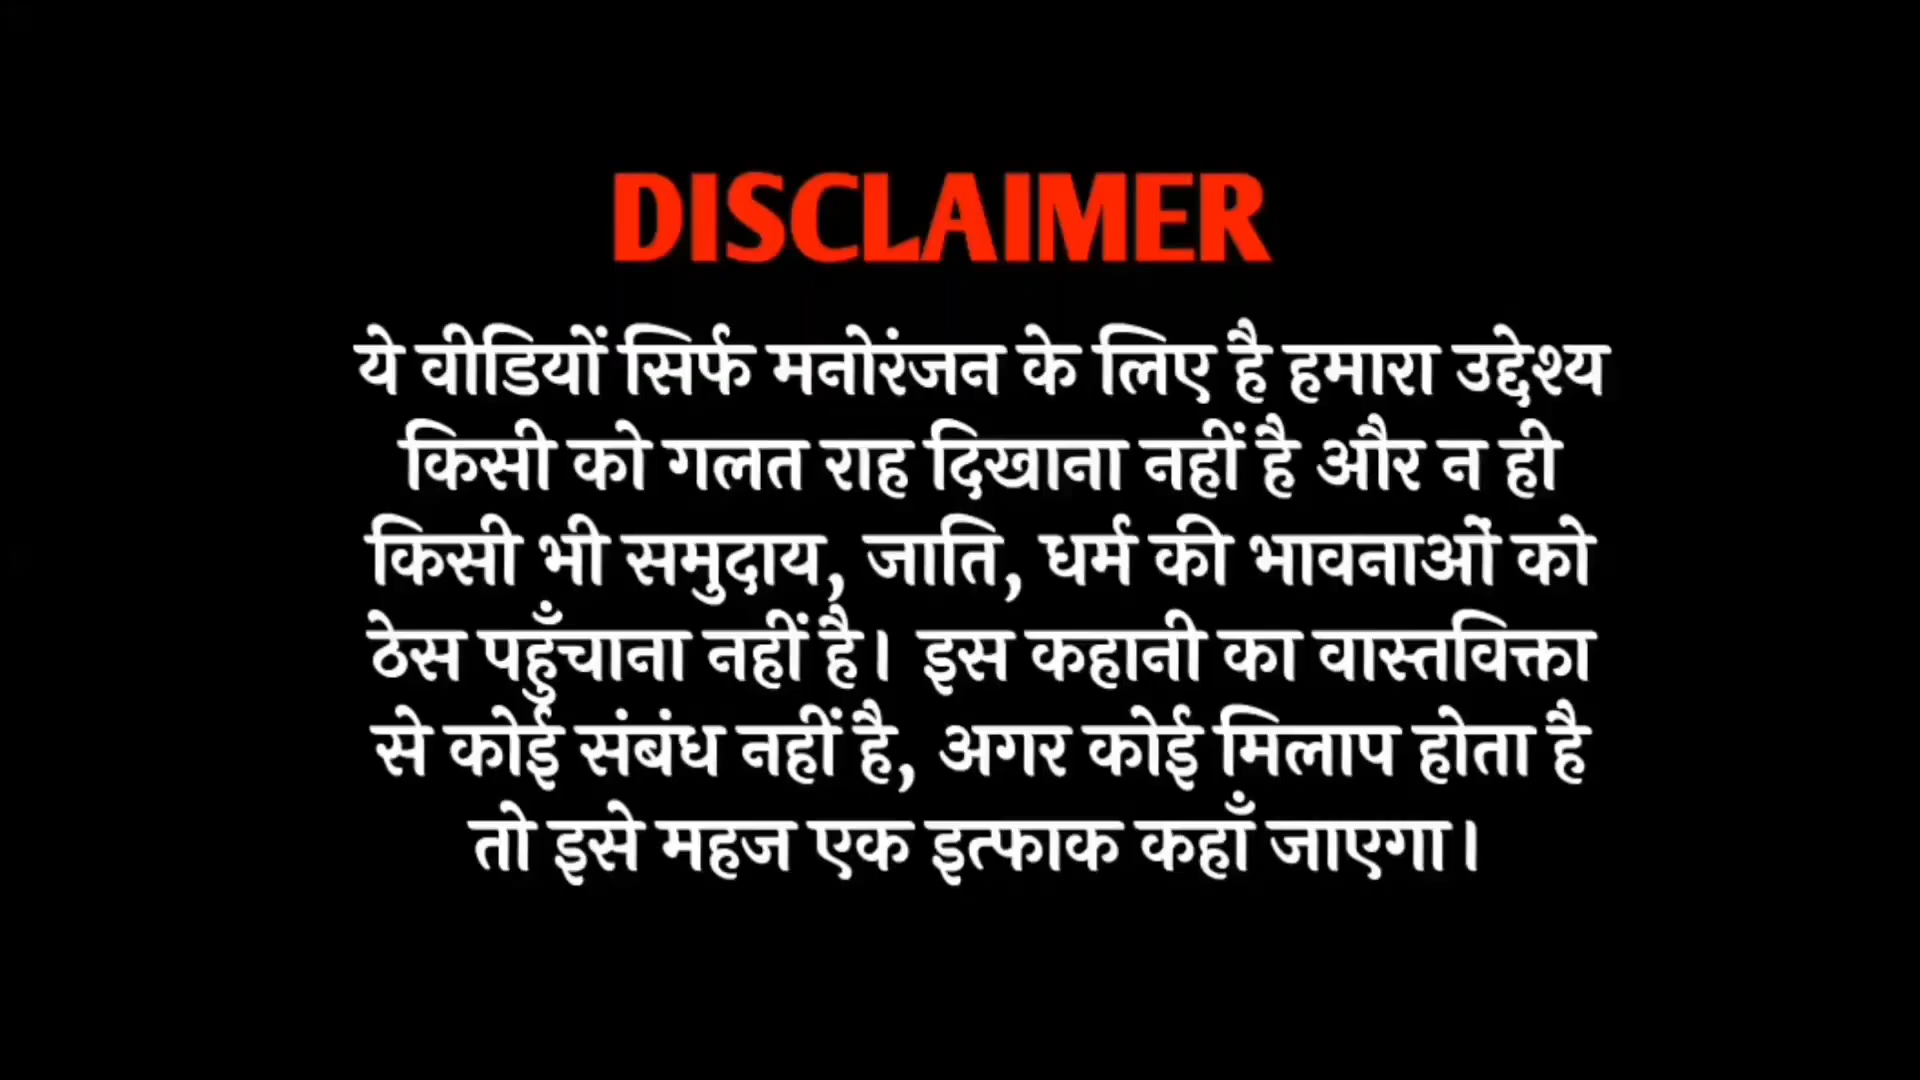 DISCLAIMER
ये वीडियों सिर्फ मनोरंजन के लिए है हमारा उद्देश्य
किसी को गलत राह दिखाना नहीं है और न ही
किसी भी समुदाय, जाति, धर्म की भावनाओं को
ठेस पहुँचाना नहीं है। इस कहानी का वास्तविक्ता
से कोई संबंध नहीं है, अगर कोई मिलाप होता है
तो इसे महज एक इत्फाक कहाँ जाएगा।